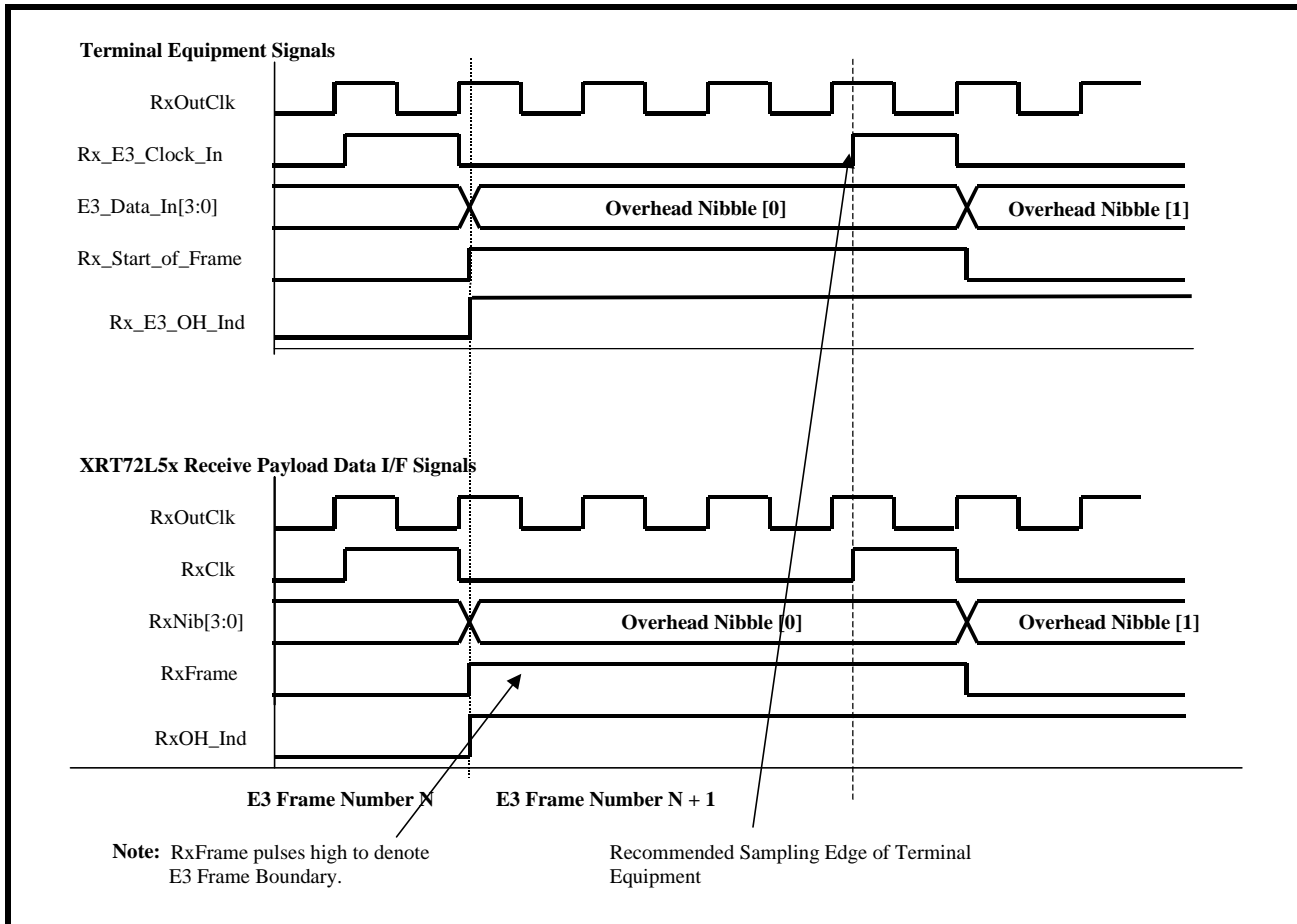 Terminal Equipment Signals
RxOutClk
Rx_E3_Clock_In
E3_Data_In[3:0]
Overhead Nibble [0]
Overhead Nibble [1]
Rx_Start_of_Frame
Rx_E3_OH_Ind
XRT72L5x Receive Payload Data I/F Signals
RxOutClk
RxClk
RxNib[3:0]
Overhead Nibble [0]
Overhead Nibble [1]
RxFrame
RxOH_Ind
E3 Frame Number N
E3 Frame Number N + 1
Note: RxFrame pulses high to denote
E3 Frame Boundary.
Recommended Sampling Edge of Terminal
Equipment